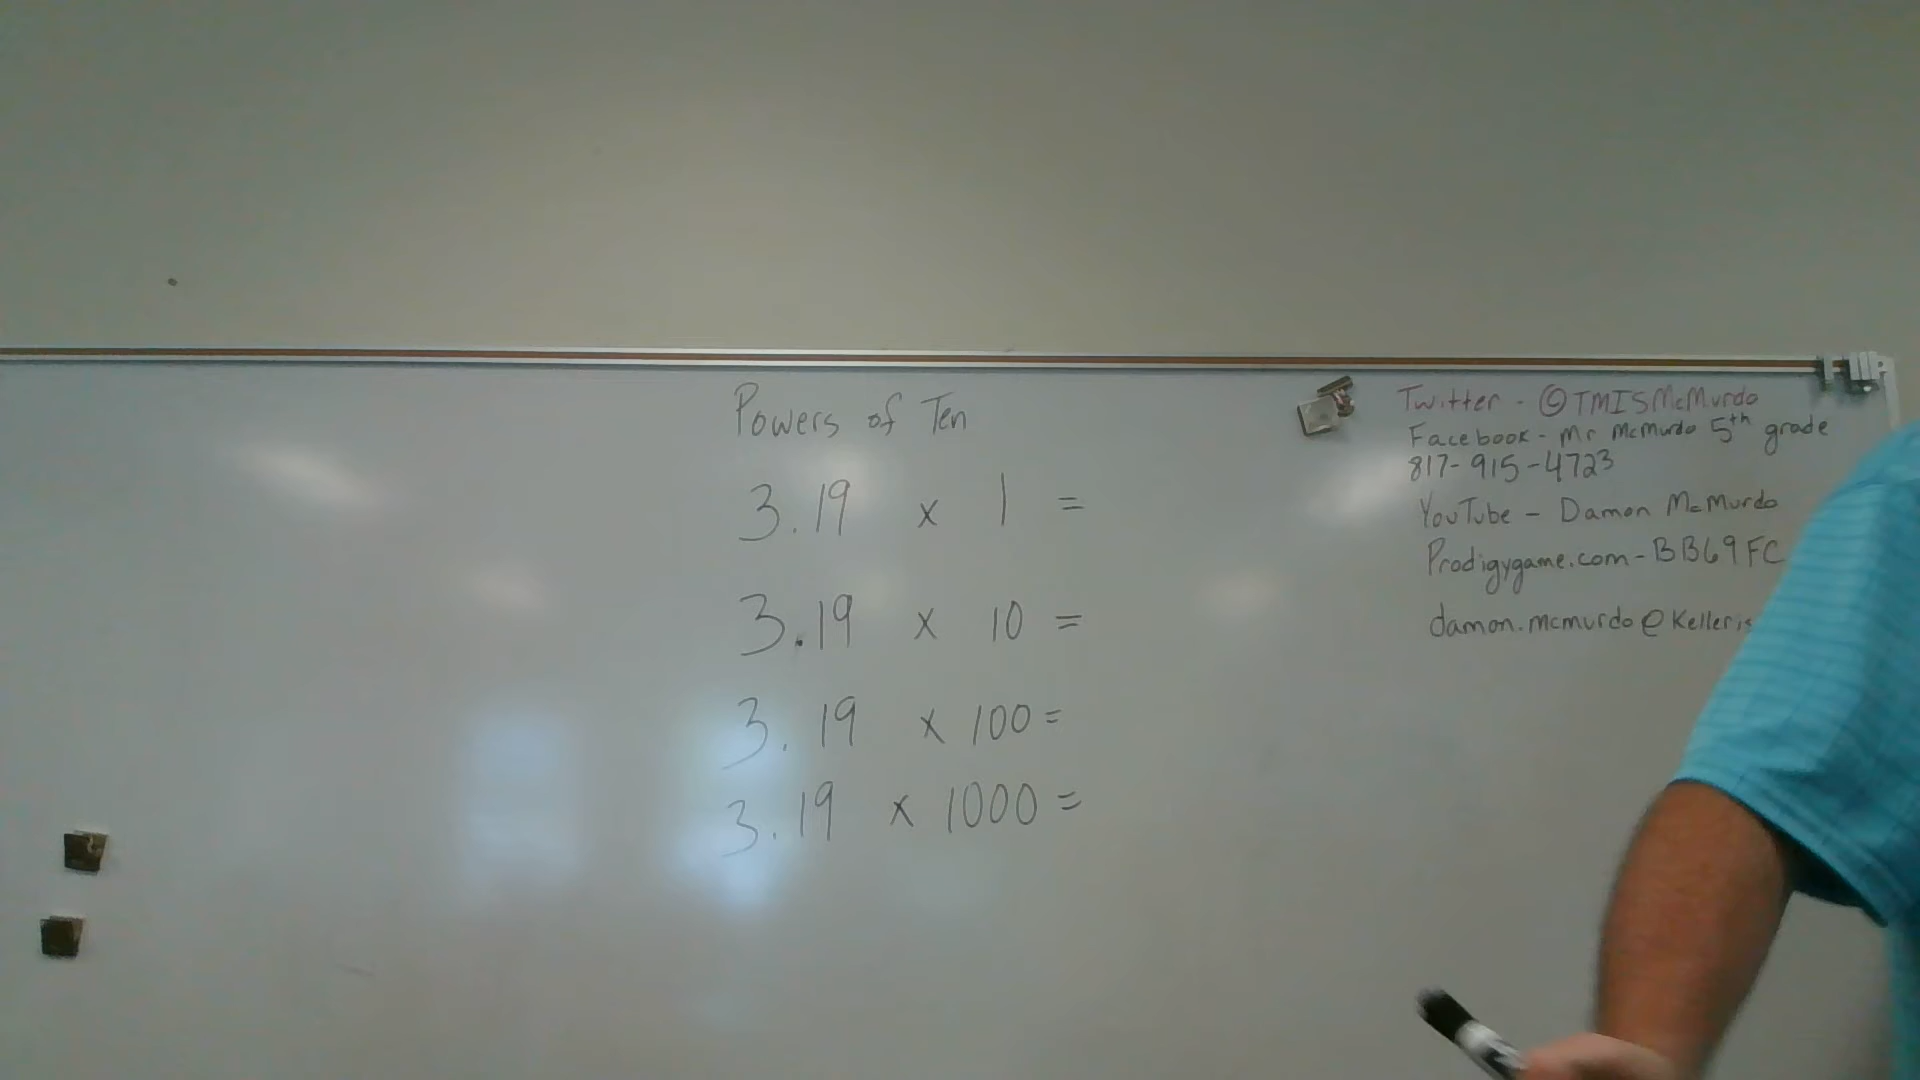 Powers of Ten
3.19 x 1 =
3.19 x 10 =
3.19 x 100 =
3.19 x 1000 =
Twitter - @TMISMcMurdo
Facebook - Mr McMurdo 5th grade
817-915-4723
YouTube - Damon McMurdo
Prodigygame.com - BB69FC
damon.mcmurdo@Kelleris